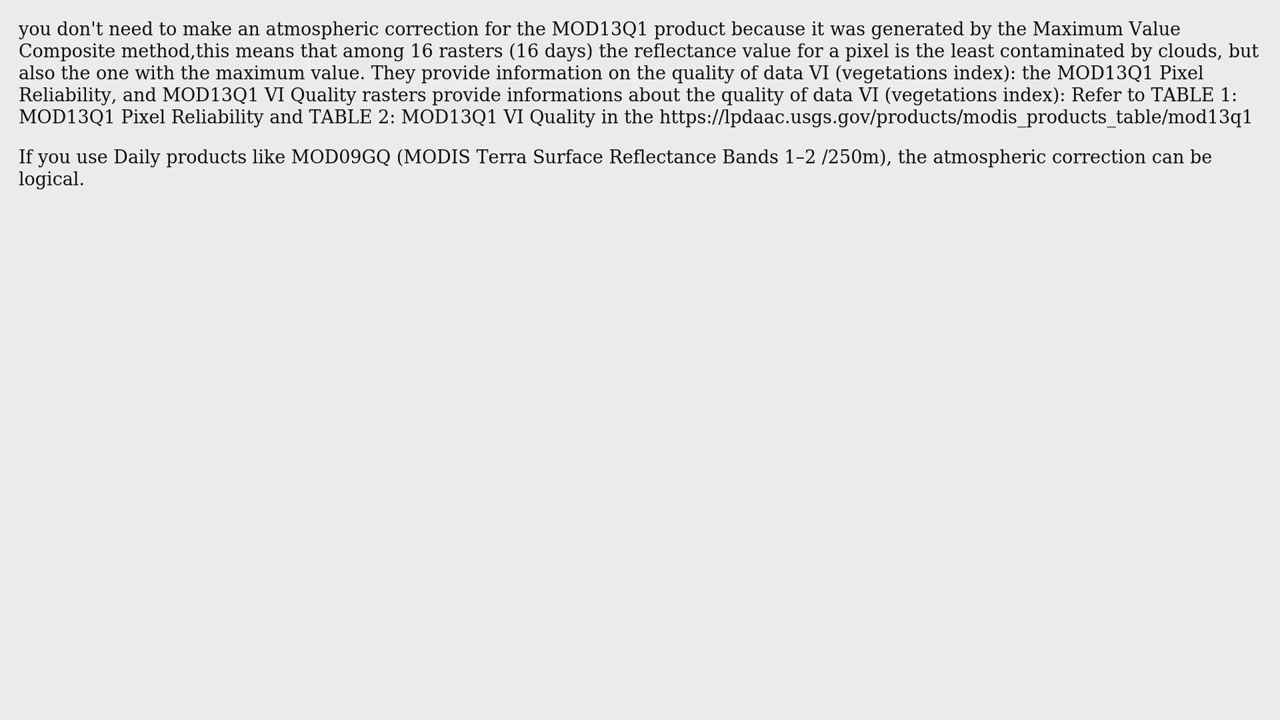 you don't need to make an atmospheric correction for the MOD13Q1 product because it was generated by the Maximum Value
Composite method,this means that among 16 rasters (16 days) the reflectance value for a pixel is the least contaminated by clouds, but
also the one with the maximum value. They provide information on the quality of data VI (vegetations index): the MOD13Q1 Pixel
Reliability, and MOD13Q1 VI Quality rasters provide informations about the quality of data VI (vegetations index): Refer to TABLE 1:
MOD13Q1 Pixel Reliability and TABLE 2: MOD13Q1 VI Quality in the https://lpdaac.usgs.gov/products/modis_products_table/mod13q1
If you use Daily products like MOD09GQ (MODIS Terra Surface Reflectance Bands 1–2 /250m), the atmospheric correction can be
logical.